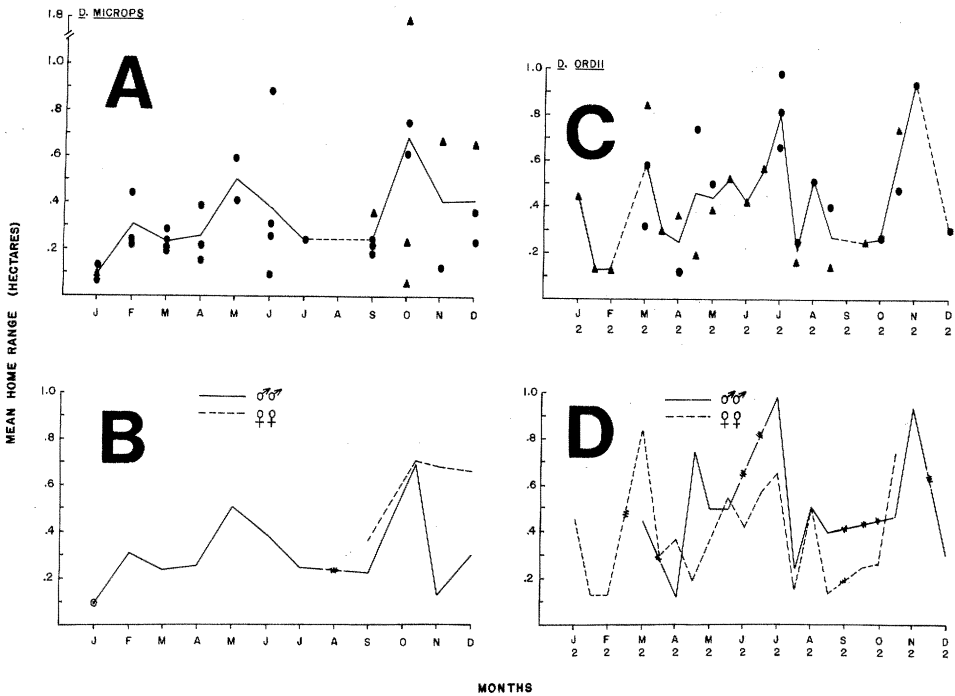 1.8
D. MICROPS
1.0
.8
.6
.4
.2
A
J F M A M J J A S O N D
D. ORDII
1.0
.8
.6
.4
.2
C
J F M A M J J A S O N D
2 2 2 2 2 2 2 2 2 2 2 2
MEAN HOME RANGE (HECTARES)
1.0
.8
.6
.4
.2
B
♂♂
♀♀
J F M A M J J A S O N D
1.0
.8
.6
.4
.2
D
♂♂
♀♀
J F M A M J J A S O N D
2 2 2 2 2 2 2 2 2 2 2 2
MONTHS